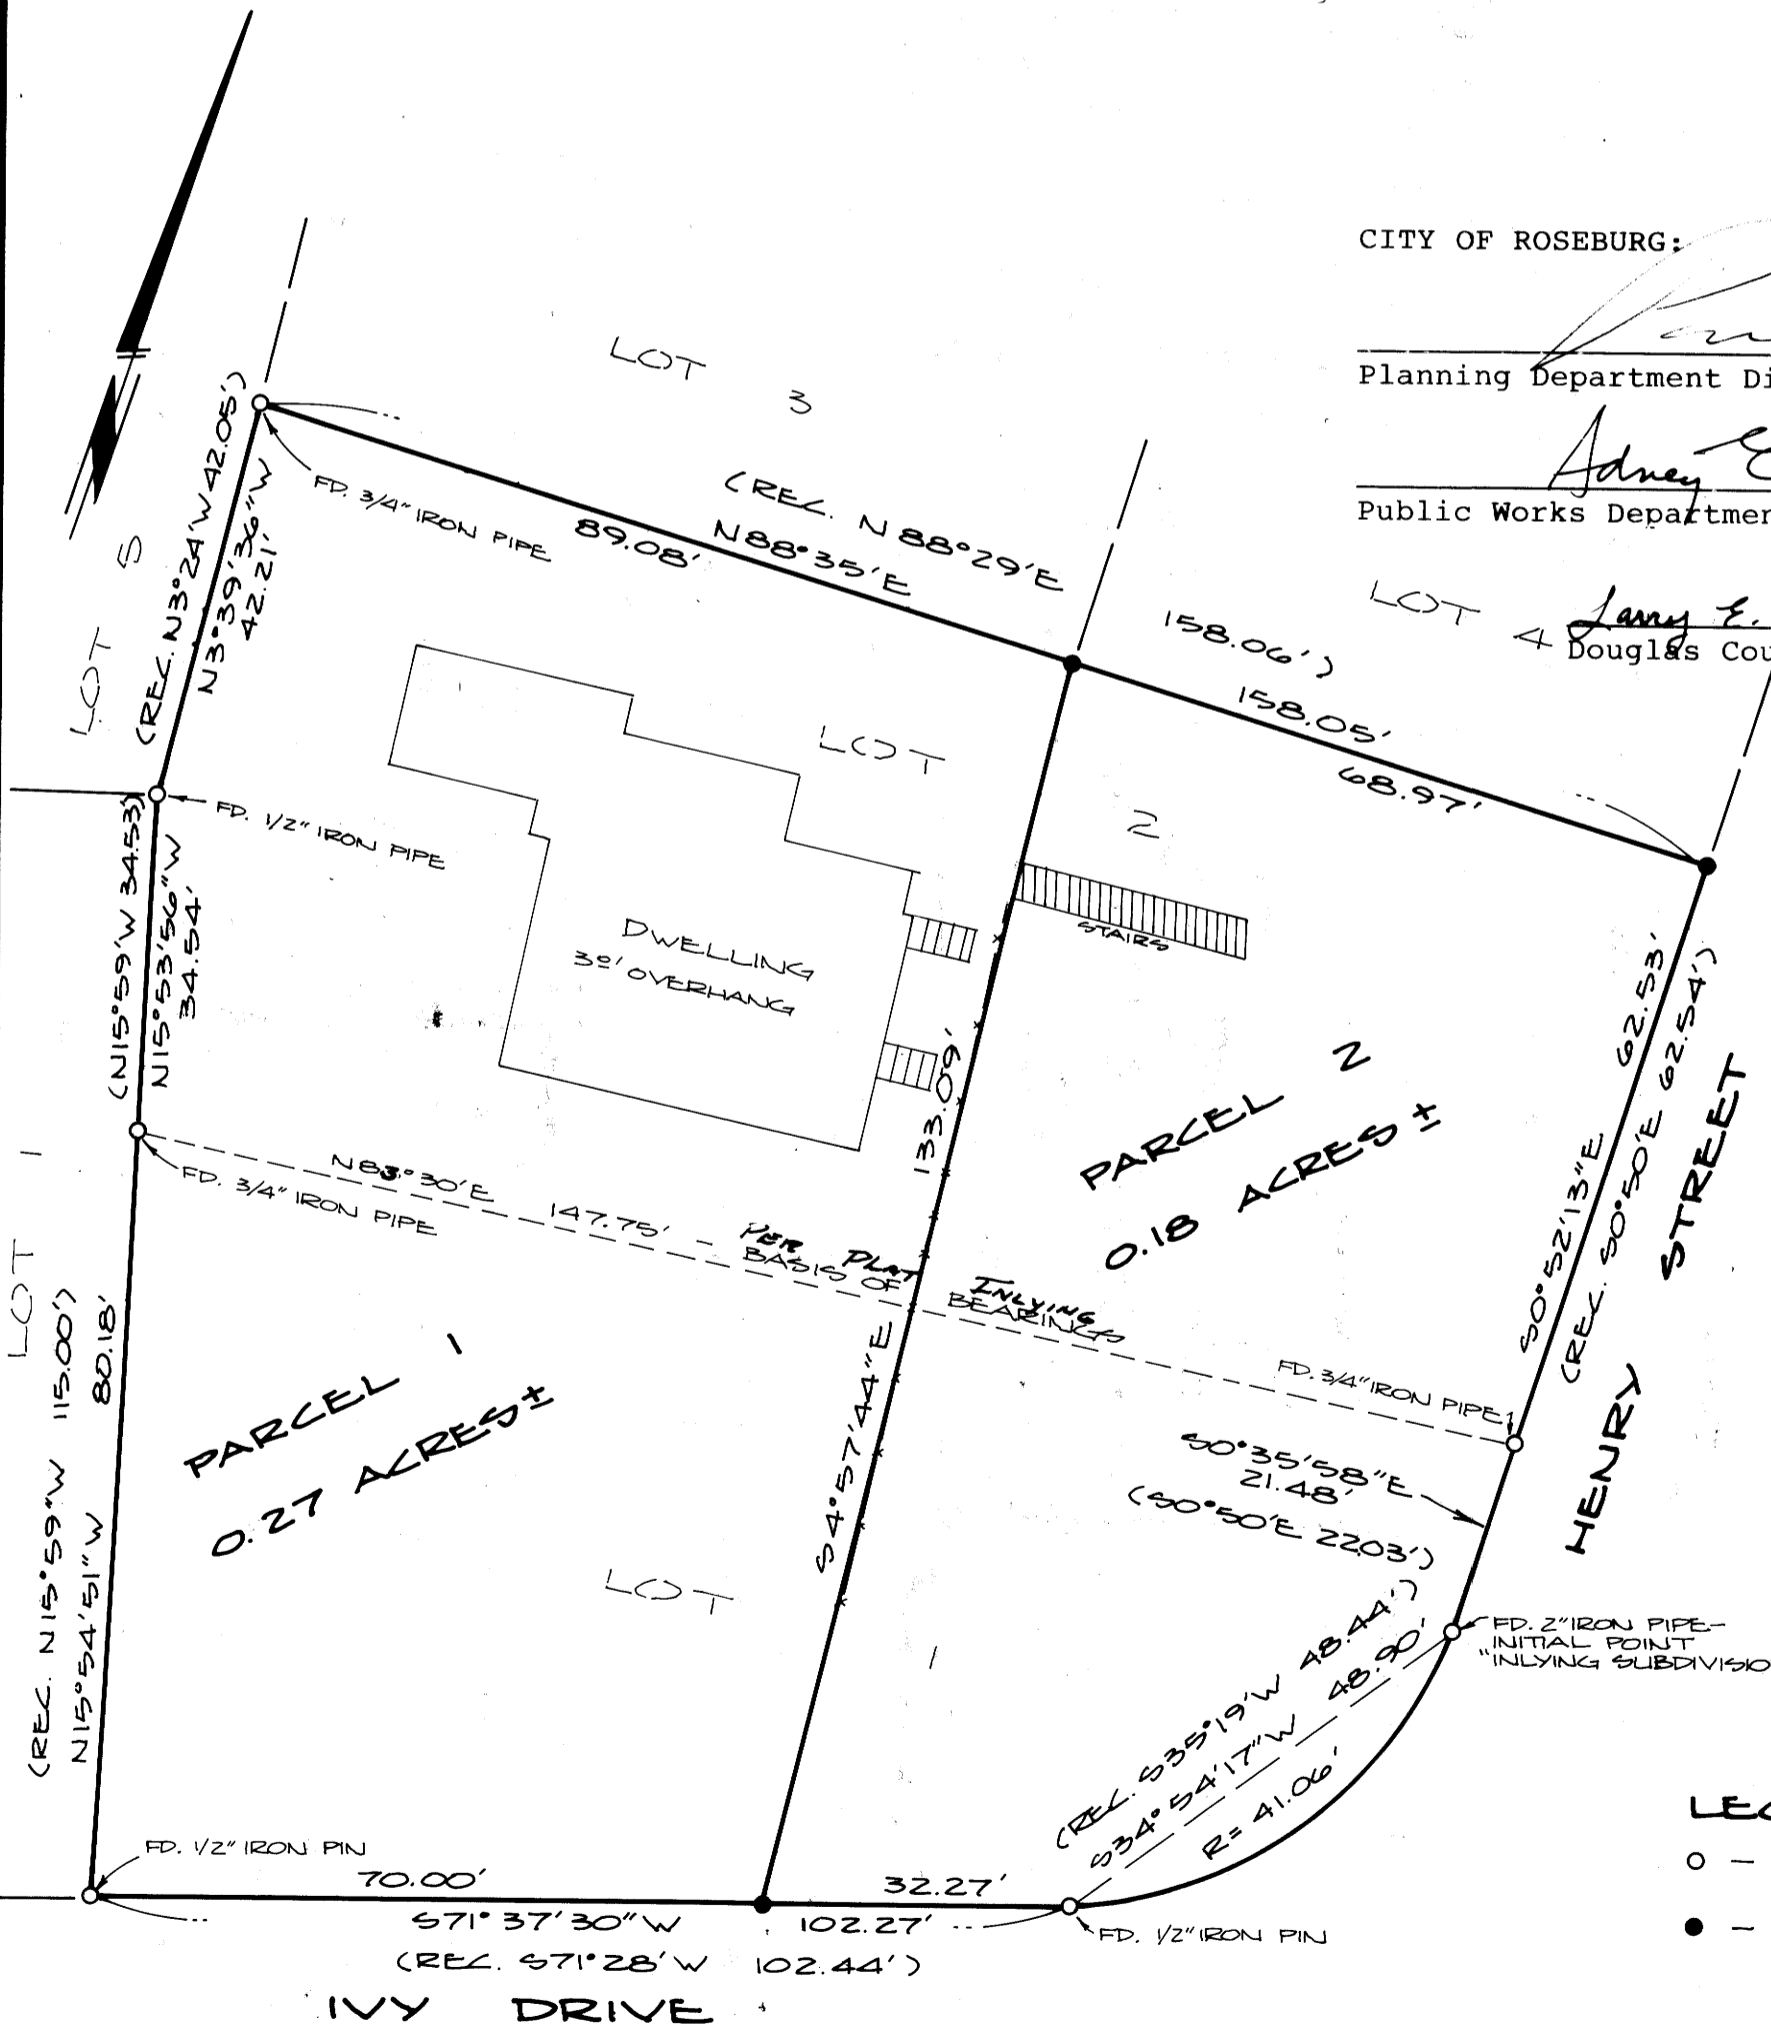 CITY OF ROSEBURG:
Planning Department Di
Adney
Public Works Departmen
Larry E.
Douglas Cou
LOT 3
LOT 4
LOT 5
(REC. N3°24'W 42.05')
N3°39'36"W
42.21'
FD. 3/4" IRON PIPE
(REC. N 88°29'E 158.06')
89.08'
N88°35'E
158.05'
68.97'
LOT 2
FD. 1/2" IRON PIPE
(N15°59'W 34.53')
N15°53'56"W
34.54'
DWELLING
3º' OVERHANG
STAIRS
133.09'
S4°57'44"E
PARCEL 2
0.18 ACRES ±
62.53'
S0°52'13"E
(REC. S0°50'E 62.54')
HENRY STREET
FD. 3/4" IRON PIPE
N83°30'E 147.75' - PER PLAT INLYING
BASIS OF BEARINGS
FD. 3/4" IRON PIPE
S0°35'58"E
21.48'
(S0°50'E 22.03')
LOT 1
(REC. N15°59"W 115.00')
80.18'
N15°54'51"W
PARCEL 1
0.27 ACRES ±
LOT 1
FD. 2" IRON PIPE-
INITIAL POINT
"INLYING SUBDIVISIO
(REC. S35°19'W 48.44')
S34°54'17"W 48.90'
R= 41.06'
LEG
○ -
● -
FD. 1/2" IRON PIN
70.00'
32.27'
S71°37'30"W 102.27'
FD. 1/2" IRON PIN
(REC. S71°28'W 102.44')
IVY DRIVE